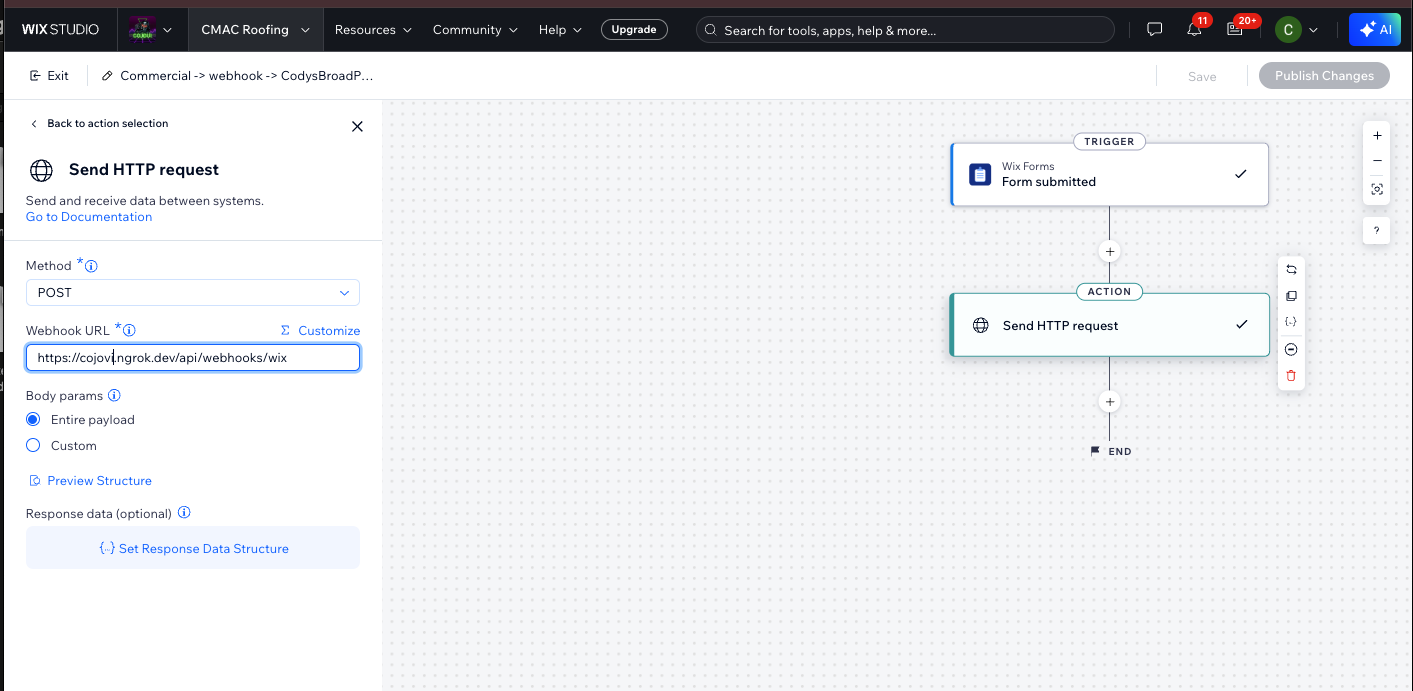 WIX STUDIO
COJOVI
CMAC Roofing
Resources
Community
Help
Upgrade
Search for tools, apps, help & more...
11
20+
C
AI
Exit
Commercial -> webhook -> CodysBroadP...
Save
Publish Changes
Back to action selection
Send HTTP request
Send and receive data between systems.
Go to Documentation
Method *
POST
Webhook URL *
Σ Customize
https://cojovi.ngrok.dev/api/webhooks/wix
Body params
Entire payload
Custom
Preview Structure
Response data (optional)
{..} Set Response Data Structure
TRIGGER
Wix Forms
Form submitted
+
ACTION
Send HTTP request
+
END
+
−
?
{..}